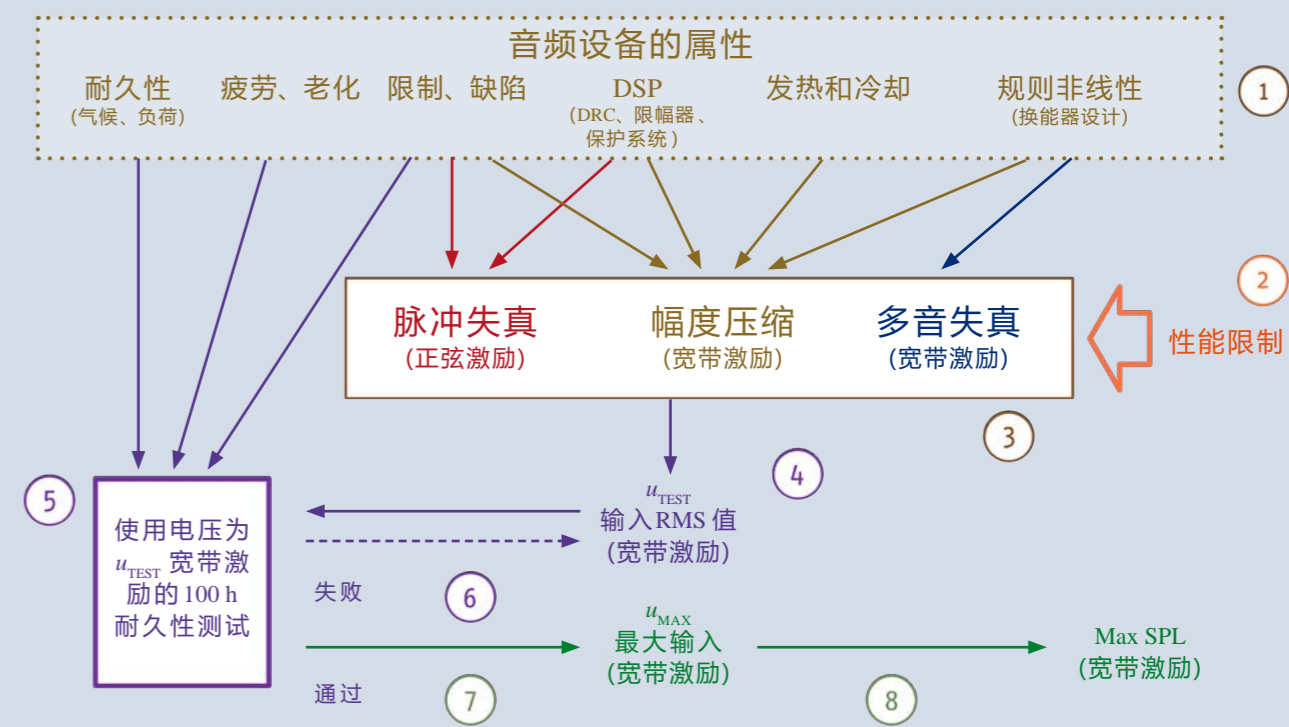 音频设备的属性
耐久性
(气候、负荷)
疲劳、老化
限制、缺陷
DSP
(DRC、限幅器、
保护系统)
发热和冷却
规则非线性
(换能器设计)
1
2
性能限制
脉冲失真
(正弦激励)
幅度压缩
(宽带激励)
多音失真
(宽带激励)
3
4
uTEST
输入RMS 值
(宽带激励)
5
使用电压为
uTEST 宽带激
励的100 h
耐久性测试
失败
6
uMAX
最大输入
(宽带激励)
通过
7
8
Max SPL
(宽带激励)